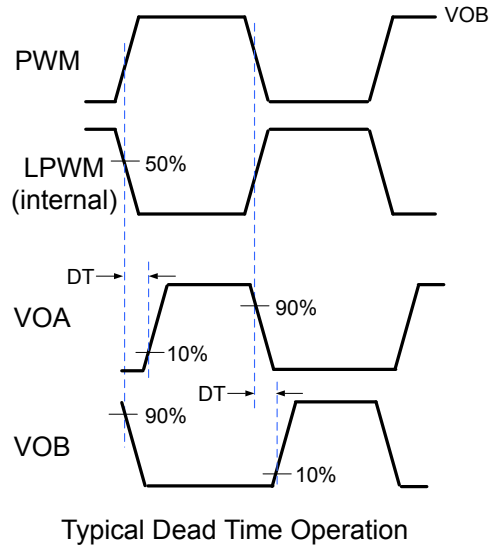 VOB
PWM
LPWM
(internal)
50%
DT
VOA
90%
10%
DT
VOB
90%
10%
Typical Dead Time Operation